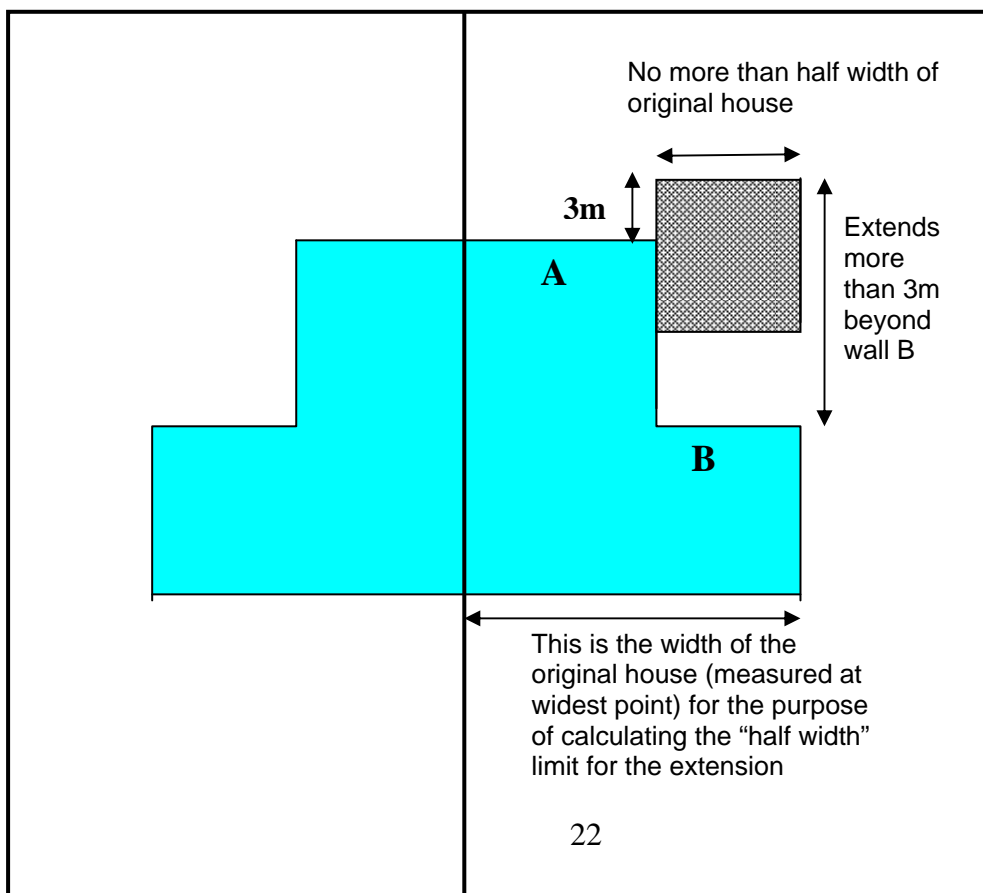 No more than half width of
original house
3m
Extends
more
than 3m
beyond
wall B
A
B
This is the width of the
original house (measured at
widest point) for the purpose
of calculating the “half width”
limit for the extension
22